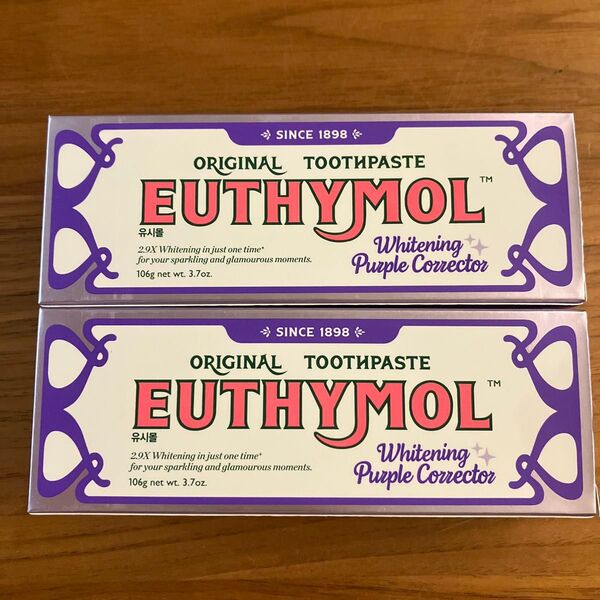 SINCE 1898
ORIGINAL TOOTHPASTE
EUTHYMOL™
유시몰
2.9X Whitening in just one time*
for your sparkling and glamourous moments.
106g net wt. 3.7oz.
Whitening
Purple Corrector
SINCE 1898
ORIGINAL TOOTHPASTE
EUTHYMOL™
유시몰
2.9X Whitening in just one time*
for your sparkling and glamourous moments.
106g net wt. 3.7oz.
Whitening
Purple Corrector